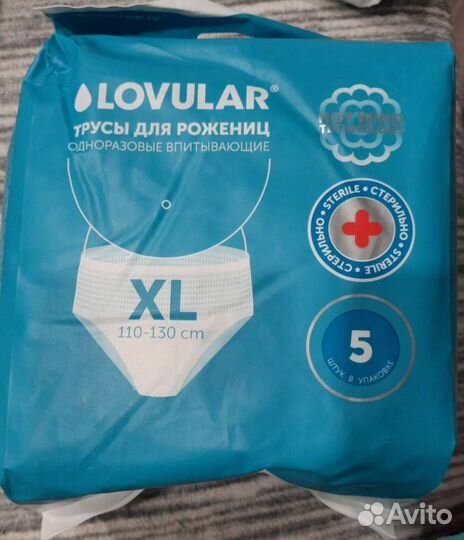 LOVULAR®
ТРУСЫ ДЛЯ РОЖЕНИЦ
ОДНОРАЗОВЫЕ ВПИТЫВАЮЩИЕ
СТЕРИЛЬНО • STERILE • СТЕРИЛЬНО • STERILE
XL
110-130 cm
5
ШТУК В УПАКОВКЕ
Avito